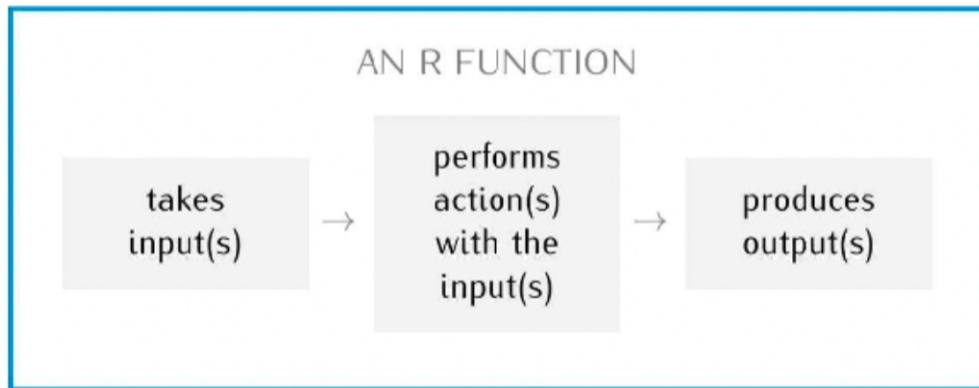 AN R FUNCTION
takes
input(s)
→
performs
action(s)
with the
input(s)
→
produces
output(s)